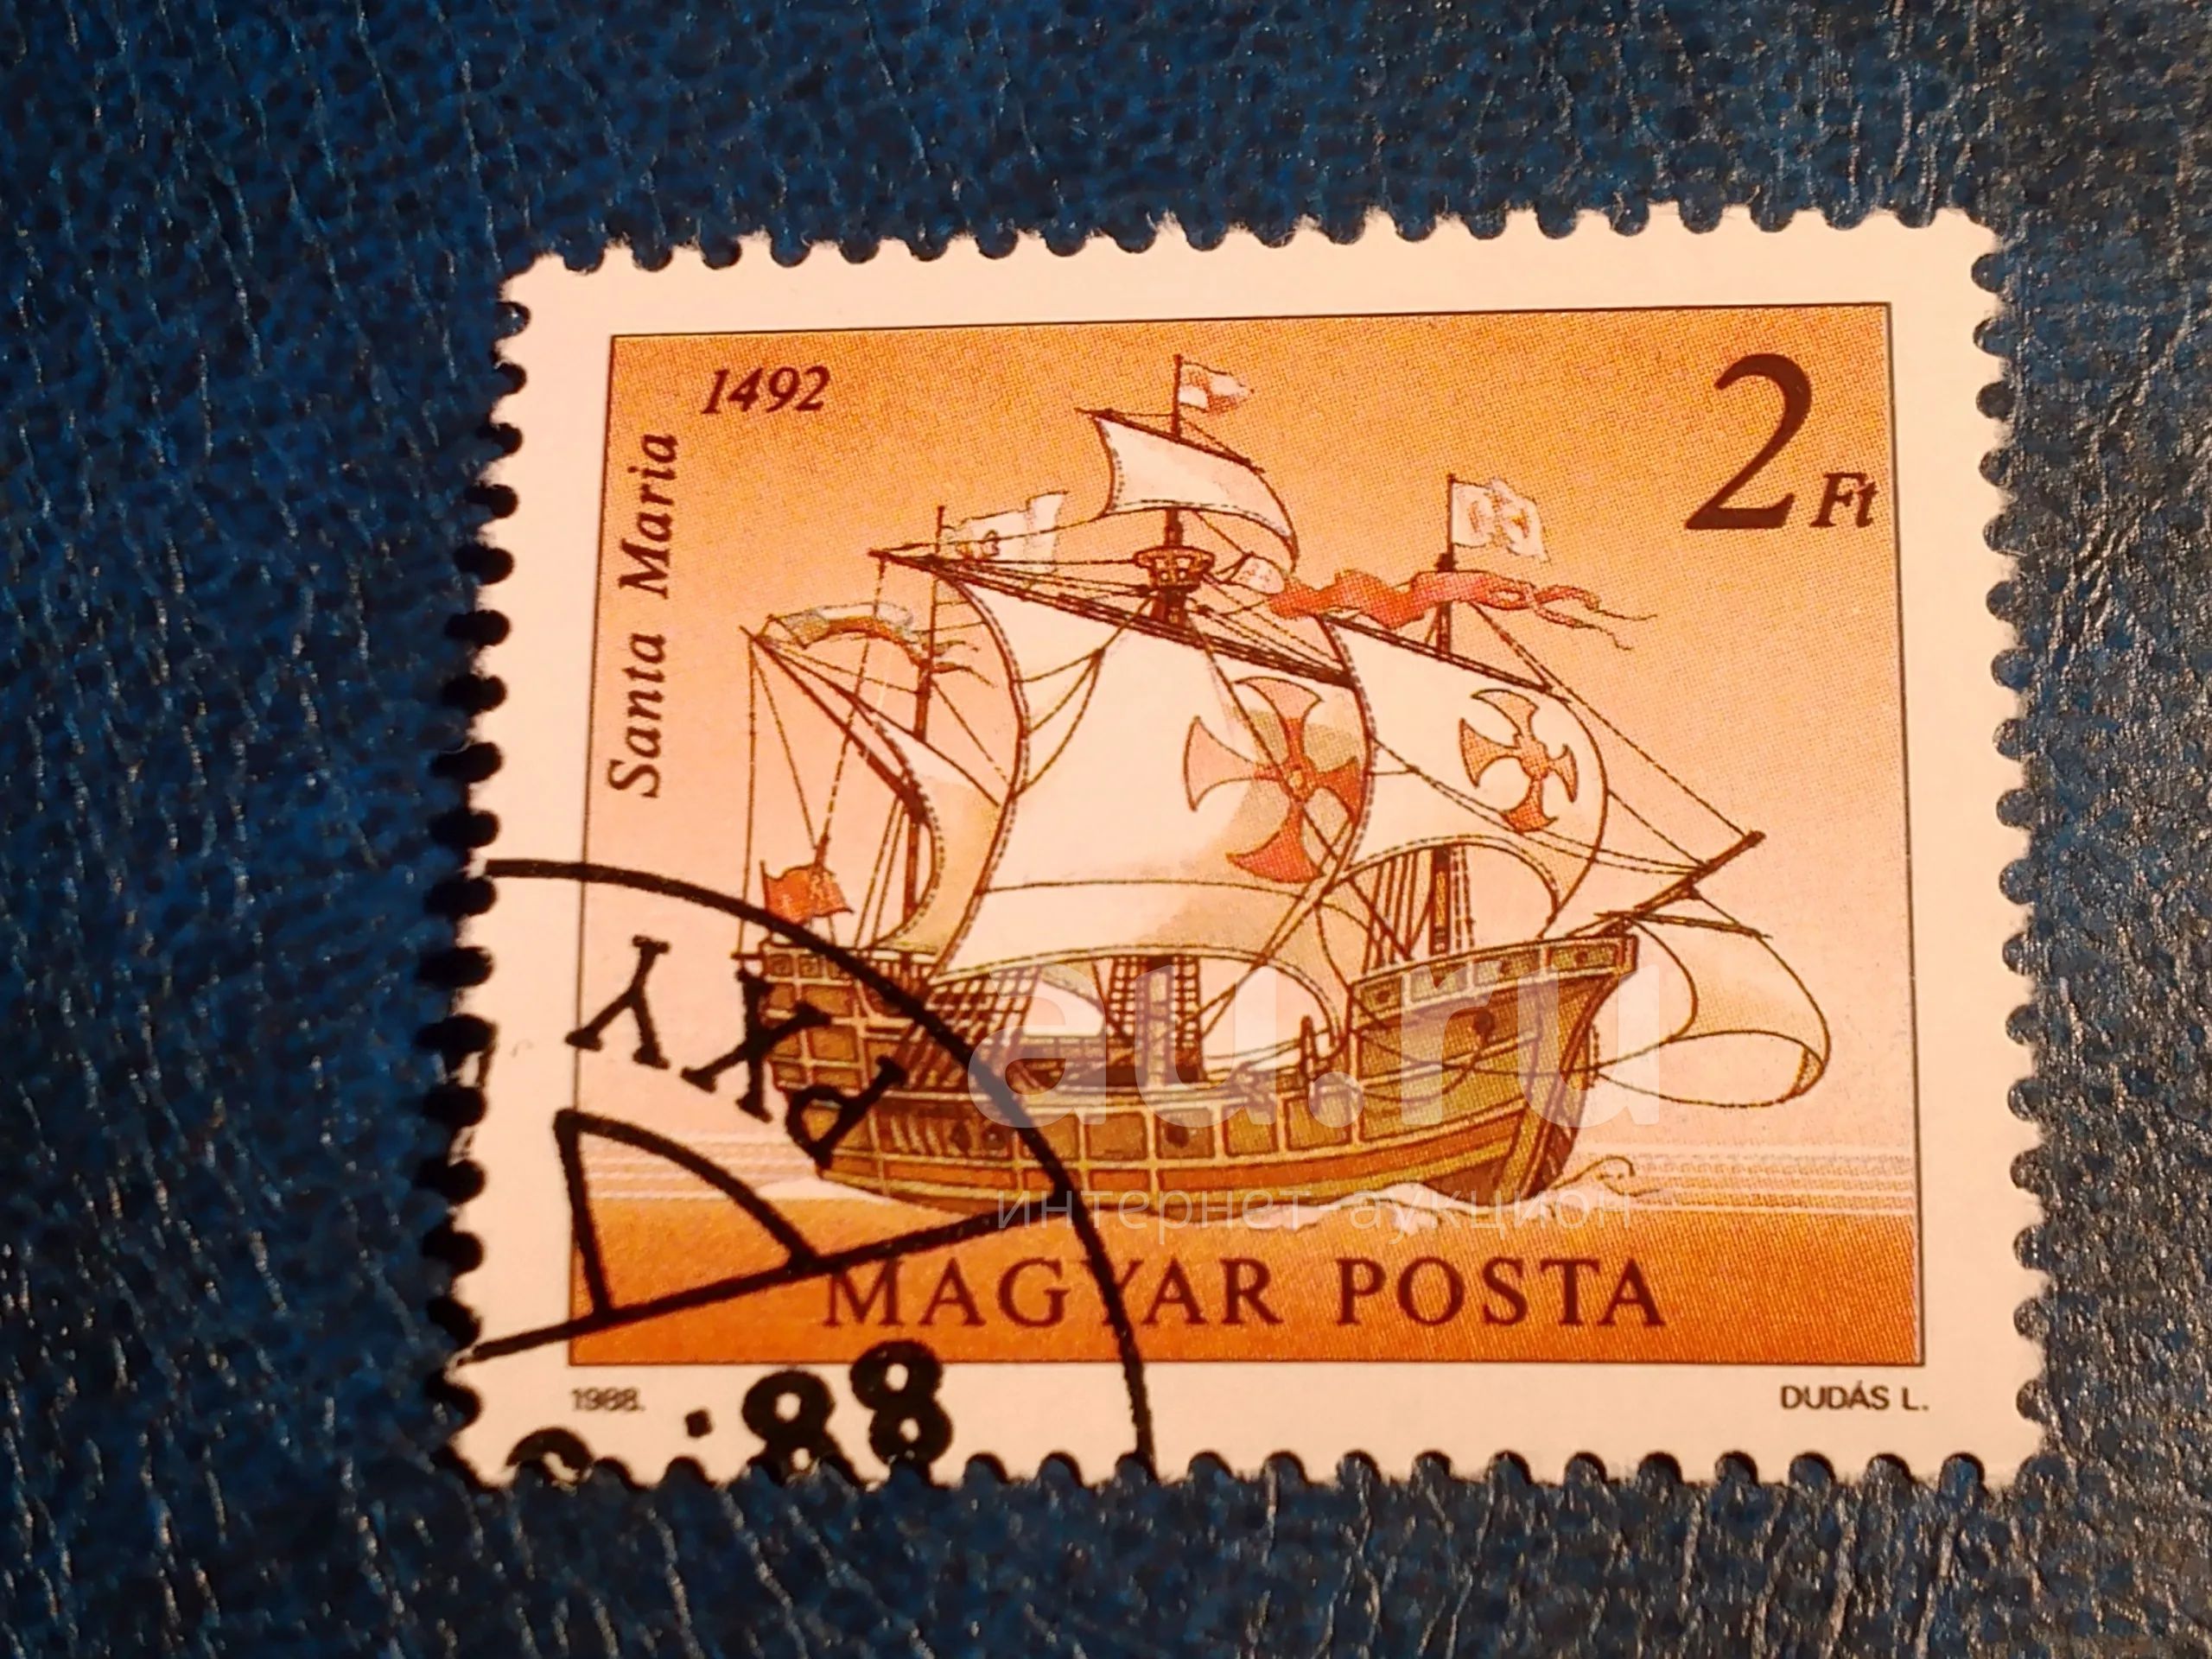 1492
Santa Maria
2 Ft
au.ru
интернет-аукцион
MAGYAR POSTA
1988.
DUDÁS L.
.88